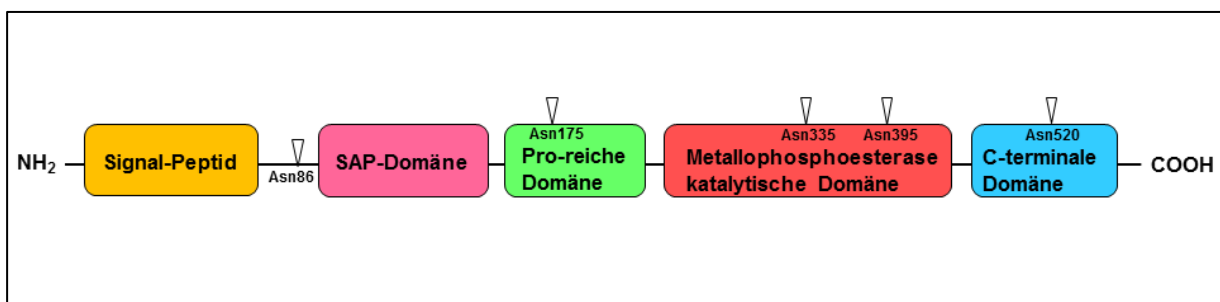 Asn175
Asn335
Asn395
Asn520
NH2
Signal-Peptid
Asn86
SAP-Domäne
Pro-reiche
Domäne
Metallophosphoesterase
katalytische Domäne
C-terminale
Domäne
COOH